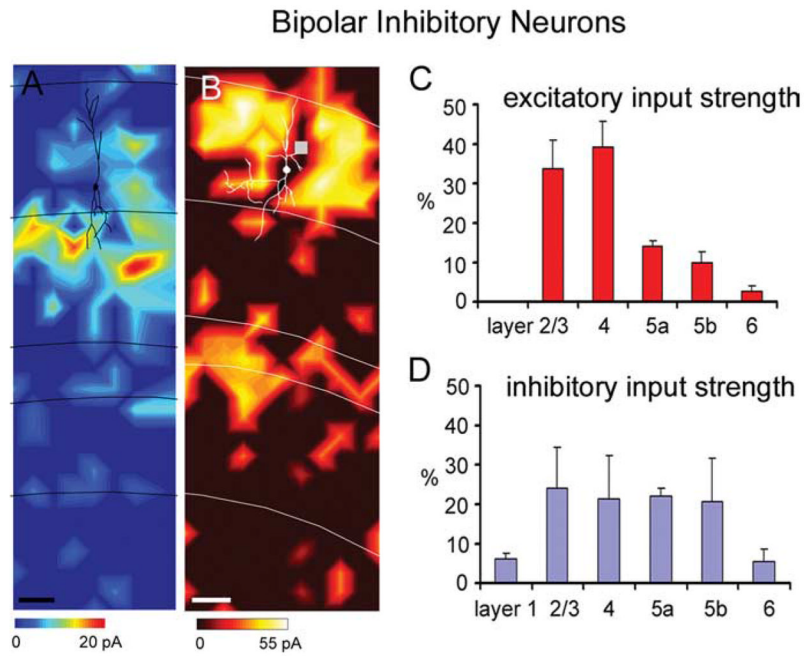 Bipolar Inhibitory Neurons
A
B
0 20 pA
0 55 pA
C
excitatory input strength
50
40
30
%
20
10
0
layer 2/3 4 5a 5b 6
D
inhibitory input strength
50
40
30
%
20
10
0
layer 1 2/3 4 5a 5b 6